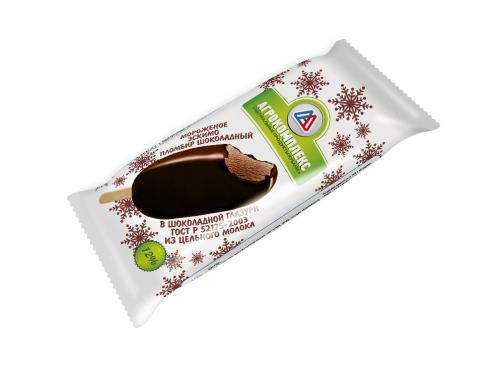 АГРОКОМПЛЕКС
МОРОЖЕНОЕ
ЭСКИМО
ПЛОМБИР ШОКОЛАДНЫЙ
В ШОКОЛАДНОЙ ГЛАЗУРИ
ГОСТ Р 52175-2003
ИЗ ЦЕЛЬНОГО МОЛОКА
12%